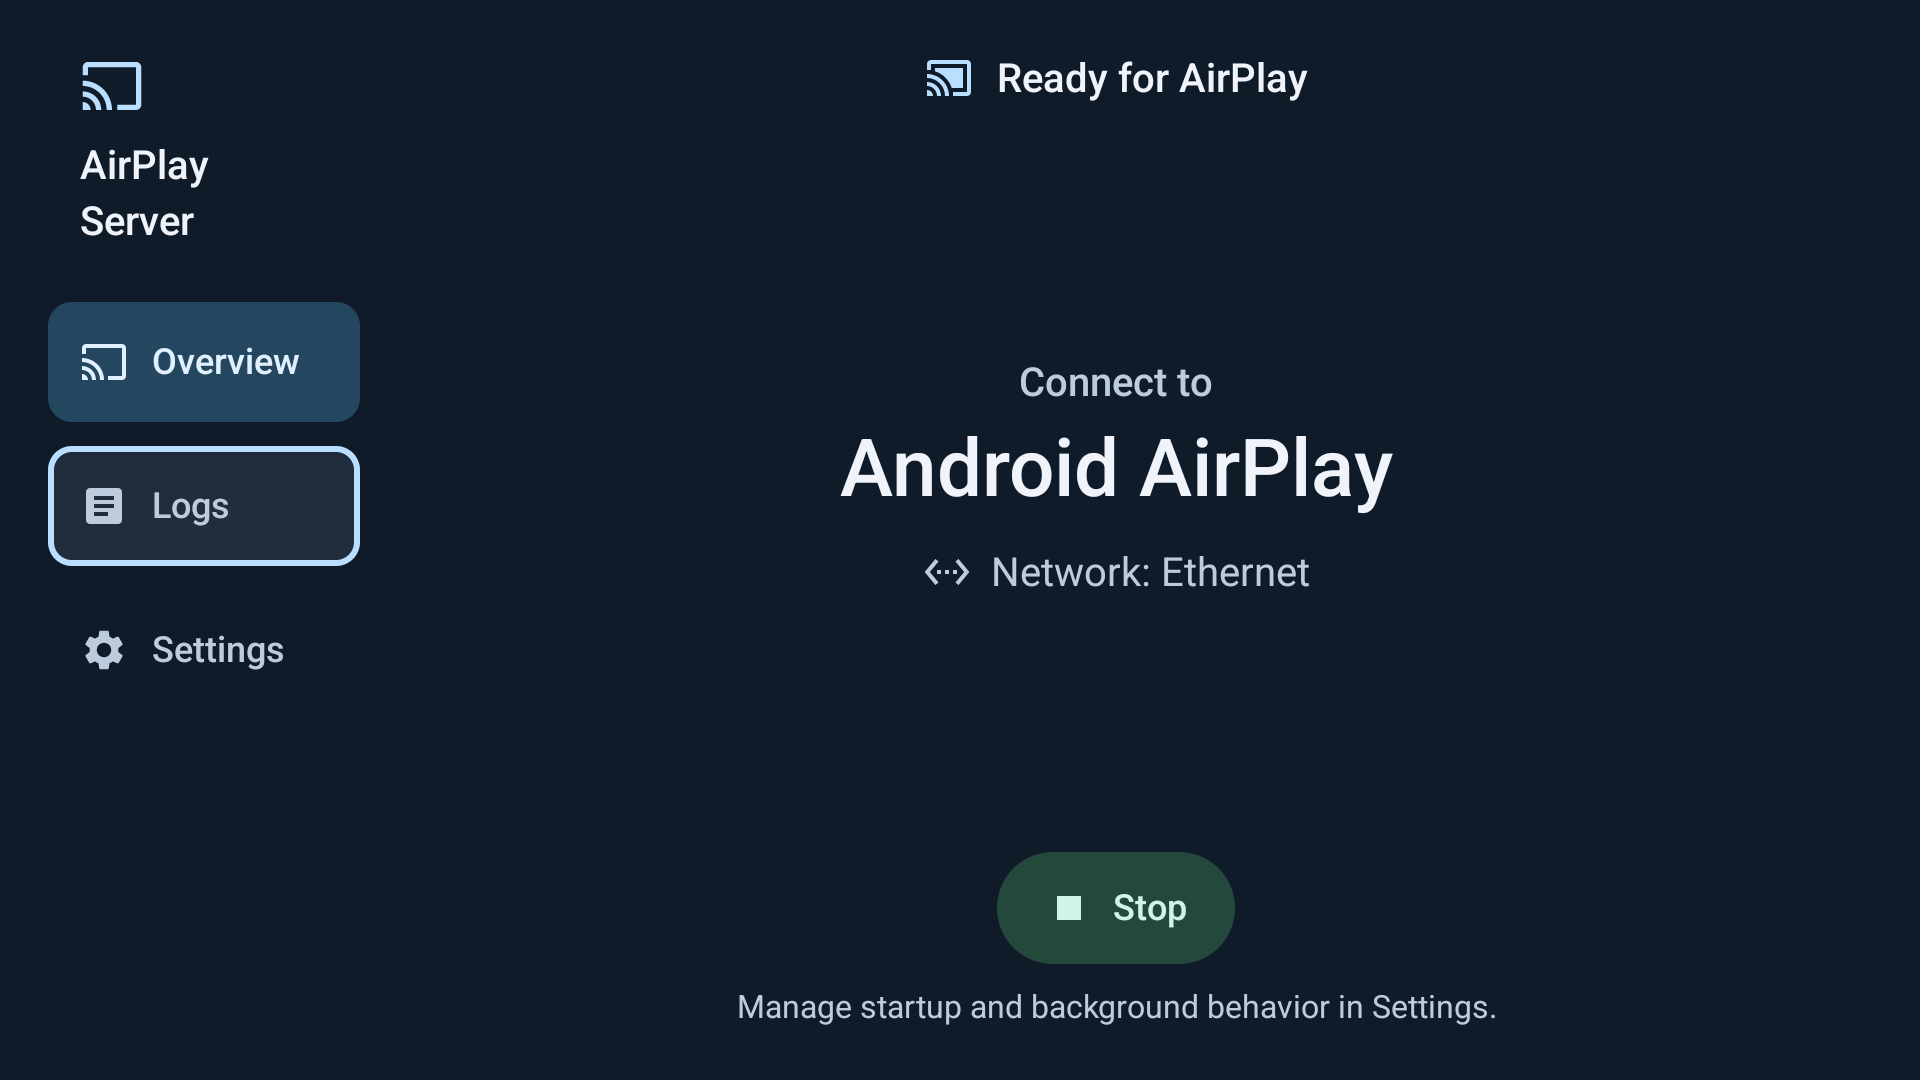 AirPlay
Server
Overview
Logs
Settings
Ready for AirPlay
Connect to
Android AirPlay
Network: Ethernet
Stop
Manage startup and background behavior in Settings.